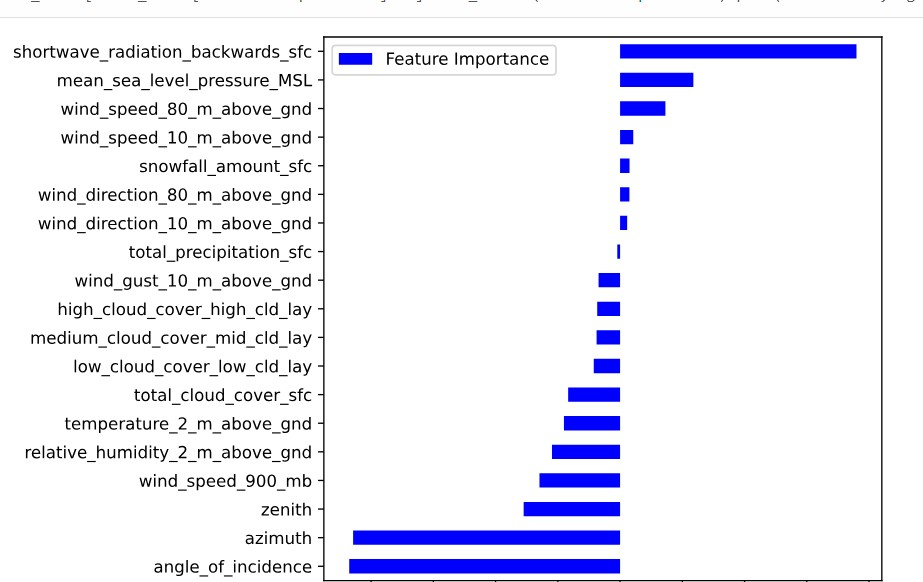 shortwave_radiation_backwards_sfc
Feature Importance
mean_sea_level_pressure_MSL
wind_speed_80_m_above_gnd
wind_speed_10_m_above_gnd
snowfall_amount_sfc
wind_direction_80_m_above_gnd
wind_direction_10_m_above_gnd
total_precipitation_sfc
wind_gust_10_m_above_gnd
high_cloud_cover_high_cld_lay
medium_cloud_cover_mid_cld_lay
low_cloud_cover_low_cld_lay
total_cloud_cover_sfc
temperature_2_m_above_gnd
relative_humidity_2_m_above_gnd
wind_speed_900_mb
zenith
azimuth
angle_of_incidence